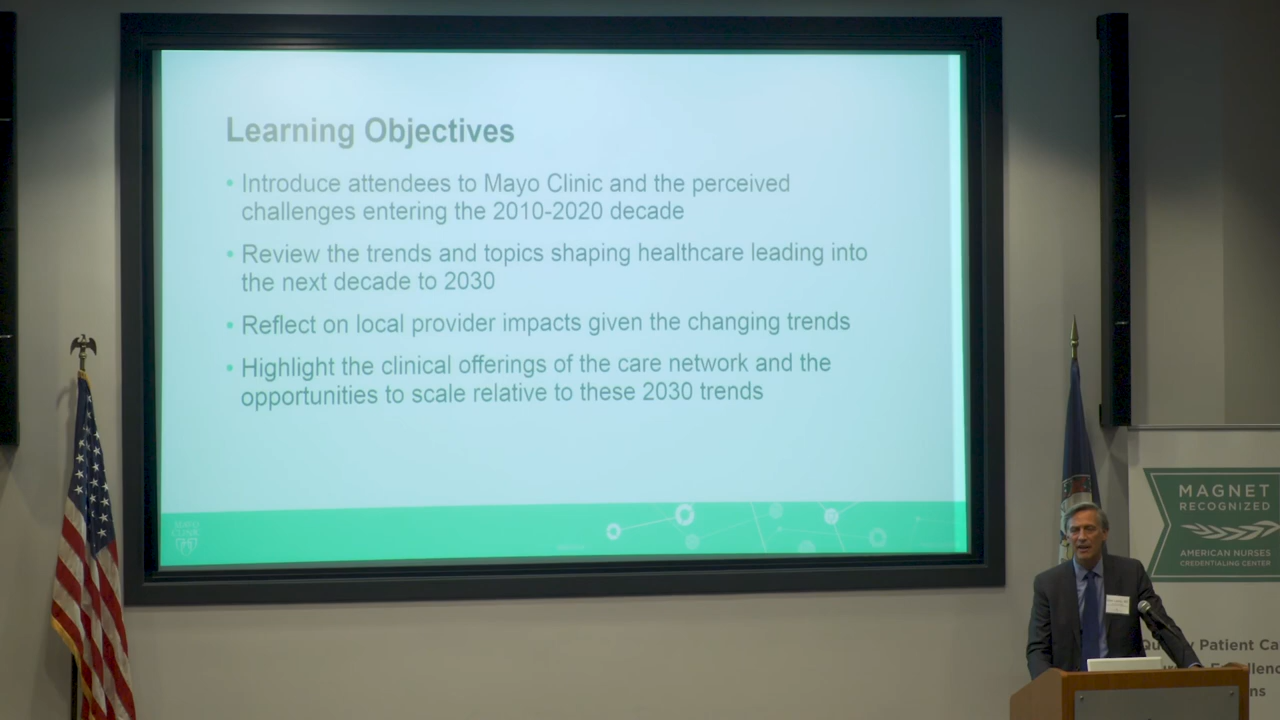 Learning Objectives
• Introduce attendees to Mayo Clinic and the perceived
challenges entering the 2010-2020 decade
• Review the trends and topics shaping healthcare leading into
the next decade to 2030
• Reflect on local provider impacts given the changing trends
• Highlight the clinical offerings of the care network and the
opportunities to scale relative to these 2030 trends
MAYO
CLINIC
MAGNET
RECOGNIZED
AMERICAN NURSES
CREDENTIALING CENTER
Patient Ca